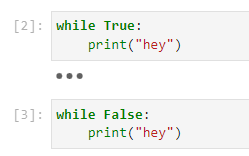 [2]: while True:
    print("hey")
•••
[3]: while False:
    print("hey")